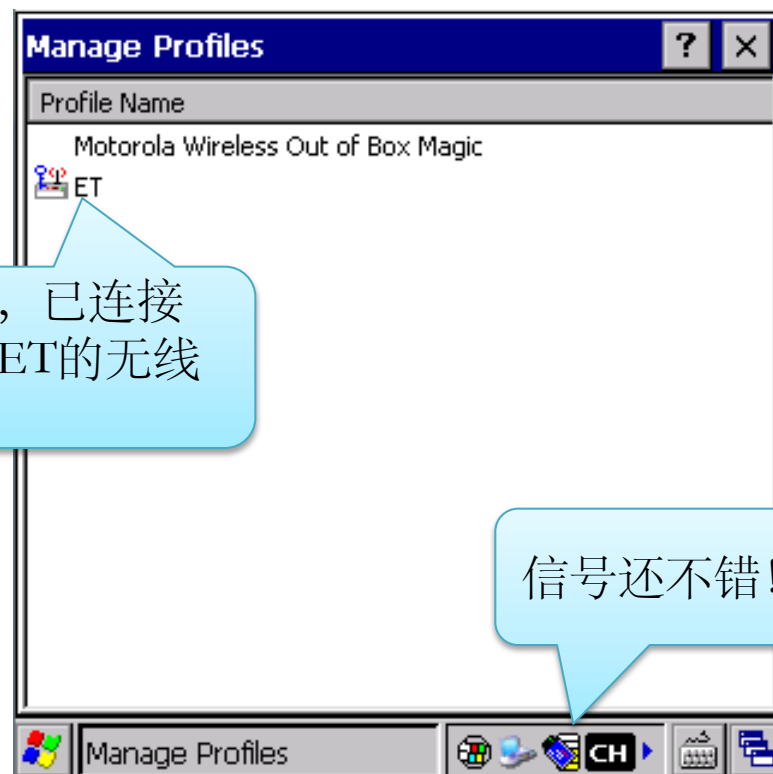 Manage Profiles
?
Profile Name
Motorola Wireless Out of Box Magic
ET
，已连接
ET的无线
信号还不错！
Manage Profiles
CH